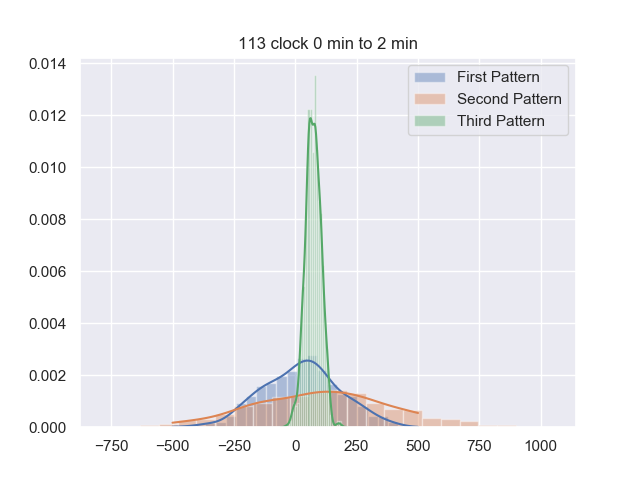 113 clock 0 min to 2 min
First Pattern
Second Pattern
Third Pattern
0.014
0.012
0.010
0.008
0.006
0.004
0.002
0.000
−750 −500 −250 0 250 500 750 1000